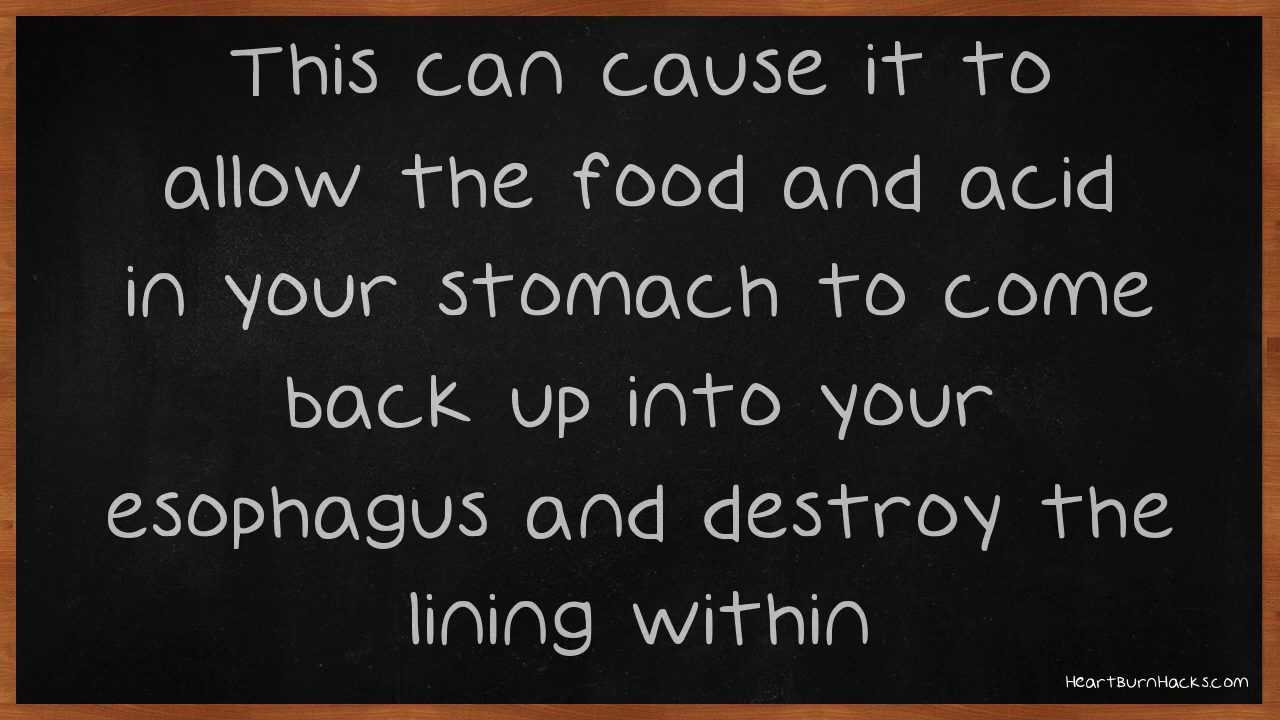 This can cause it to
allow the food and acid
in your stomach to come
back up into your
esophagus and destroy the
lining within
HeartBurnHacks.com